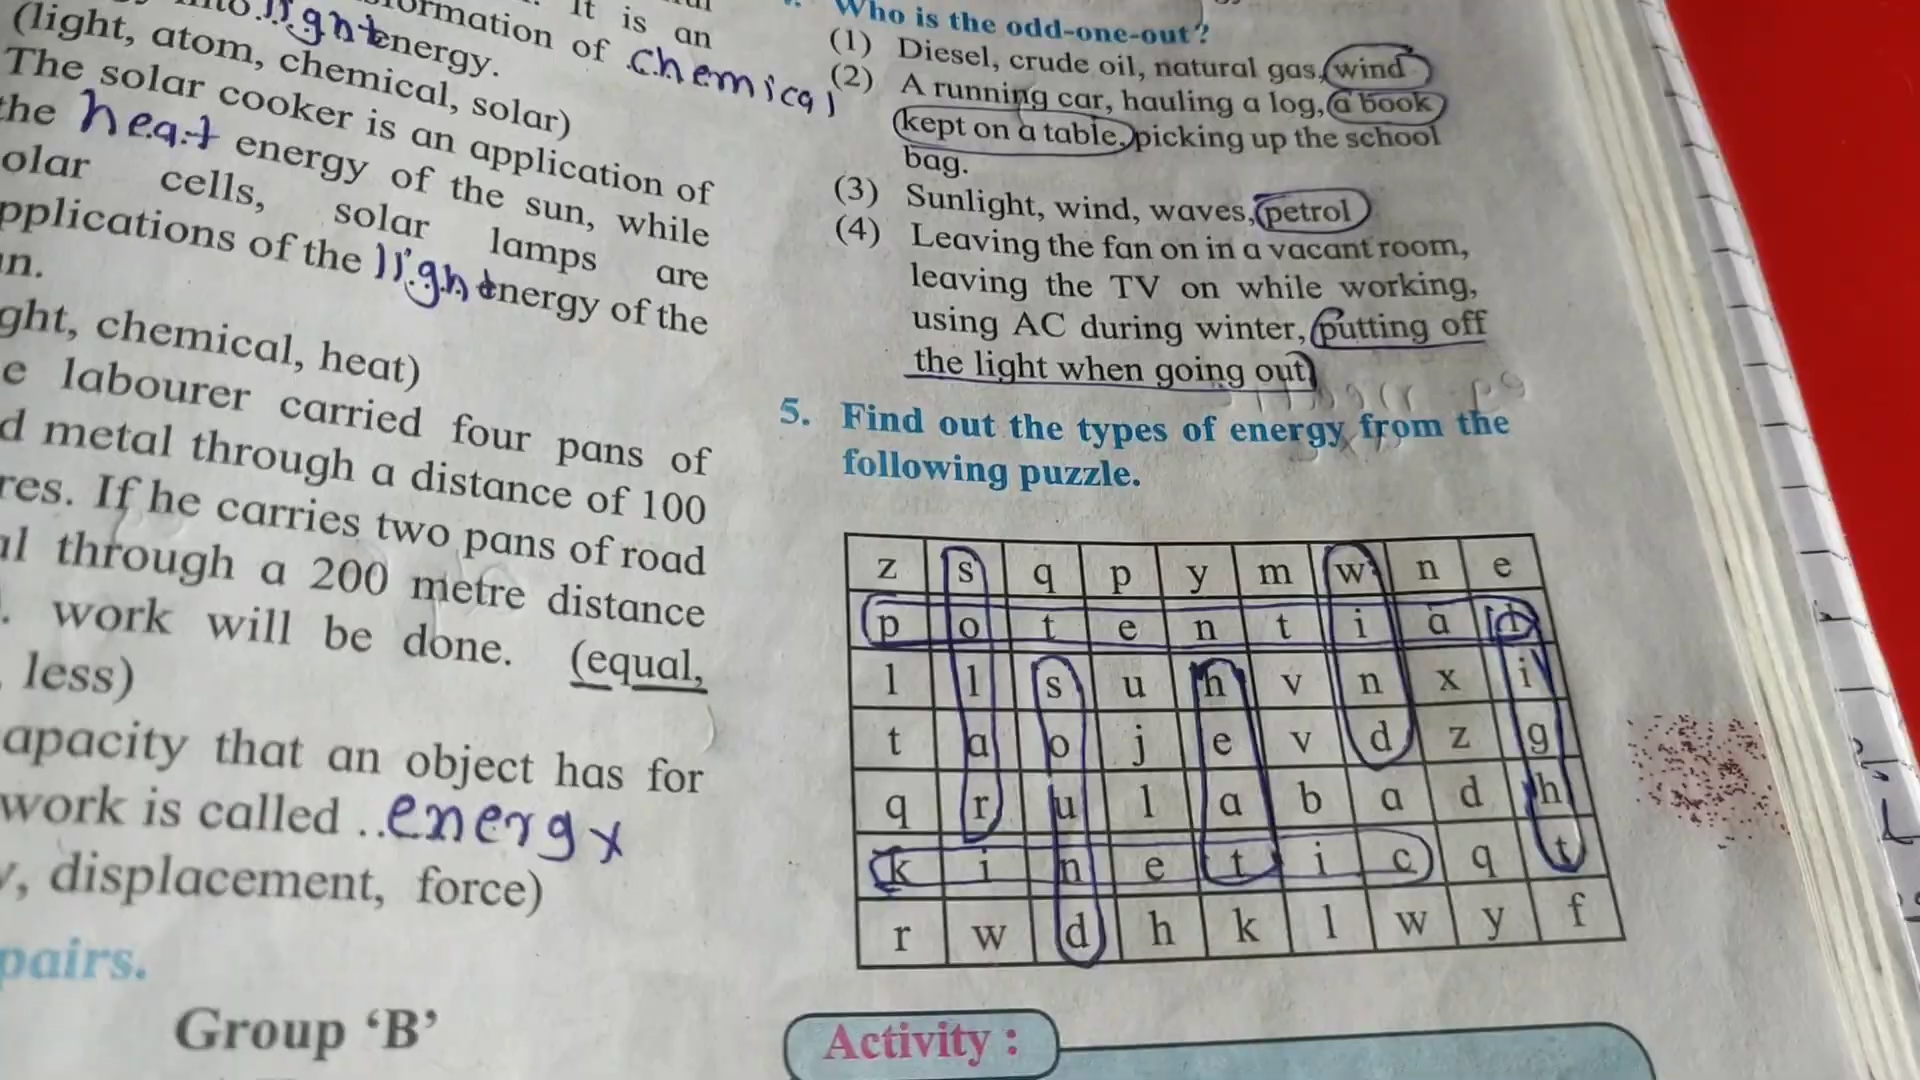 energy.
It is an
formation of chemical
(light, atom, chemical, solar)
The solar cooker is an application of
the heat energy of the sun, while
olar cells, solar lamps are
pplications of the light energy of the
un.
ght, chemical, heat)
e labourer carried four pans of
d metal through a distance of 100
res. If he carries two pans of road
al through a 200 metre distance
. work will be done. (equal,
less)
apacity that an object has for
work is called ..energy
y, displacement, force)
pairs.
Group ‘B’
Who is the odd-one-out?
(1) Diesel, crude oil, natural gas, wind
(2) A running car, hauling a log, a book
kept on a table, picking up the school
bag.
(3) Sunlight, wind, waves, petrol
(4) Leaving the fan on in a vacant room,
leaving the TV on while working,
using AC during winter, putting off
the light when going out
5. Find out the types of energy from the
following puzzle.
z s q p y m w n e
p o t e n t i a l
l l s u h v n x i
t a o j e v d z g
q r u l a b a d h
k i n e t i c q t
r w d h k l w y f
Activity :